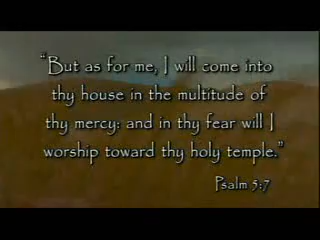 "But as for me, I will come into
thy house in the multitude of
thy mercy: and in thy fear will I
worship toward thy holy temple."
Psalm 5:7